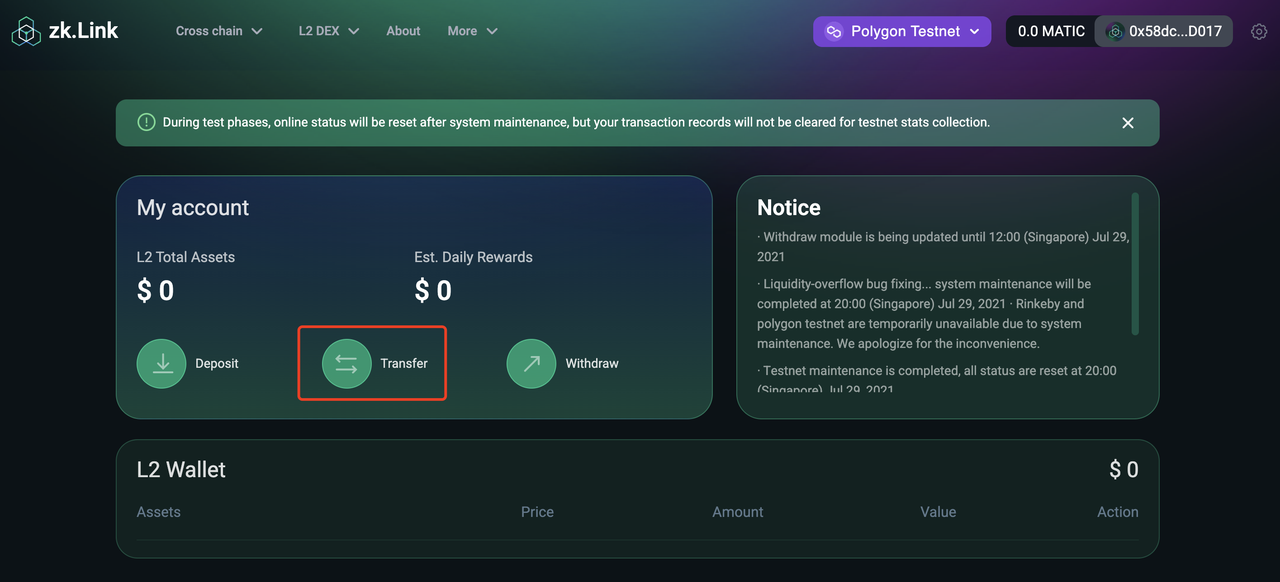 zk.Link
Cross chain
L2 DEX
About
More
Polygon Testnet
0.0 MATIC
0x58dc...D017
During test phases, online status will be reset after system maintenance, but your transaction records will not be cleared for testnet stats collection.
My account
L2 Total Assets
Est. Daily Rewards
$ 0
$ 0
Deposit
Transfer
Withdraw
Notice
· Withdraw module is being updated until 12:00 (Singapore) Jul 29,
2021
· Liquidity-overflow bug fixing... system maintenance will be
completed at 20:00 (Singapore) Jul 29, 2021 · Rinkeby and
polygon testnet are temporarily unavailable due to system
maintenance. We apologize for the inconvenience.
· Testnet maintenance is completed, all status are reset at 20:00
(Singapore) Jul 29, 2021
L2 Wallet
$ 0
Assets
Price
Amount
Value
Action